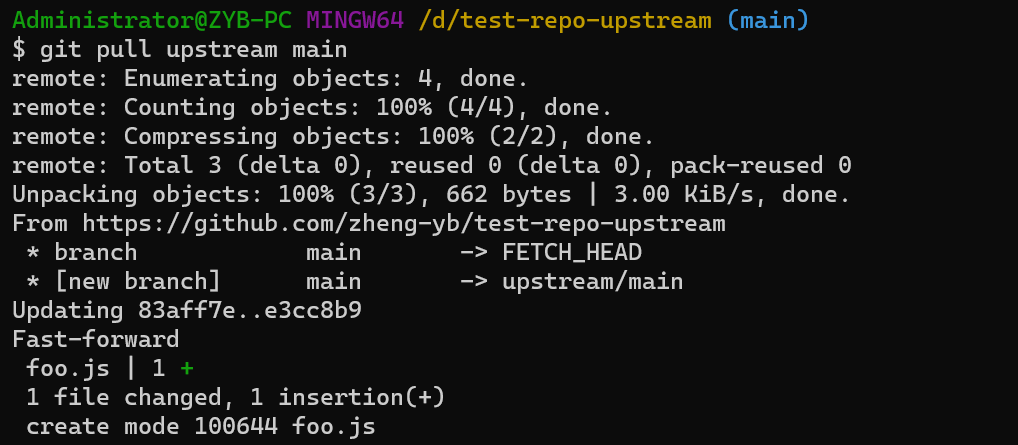 Administrator@ZYB-PC MINGW64 /d/test-repo-upstream (main)
$ git pull upstream main
remote: Enumerating objects: 4, done.
remote: Counting objects: 100% (4/4), done.
remote: Compressing objects: 100% (2/2), done.
remote: Total 3 (delta 0), reused 0 (delta 0), pack-reused 0
Unpacking objects: 100% (3/3), 662 bytes | 3.00 KiB/s, done.
From https://github.com/zheng-yb/test-repo-upstream
 * branch            main       -> FETCH_HEAD
 * [new branch]      main       -> upstream/main
Updating 83aff7e..e3cc8b9
Fast-forward
 foo.js | 1 +
 1 file changed, 1 insertion(+)
 create mode 100644 foo.js